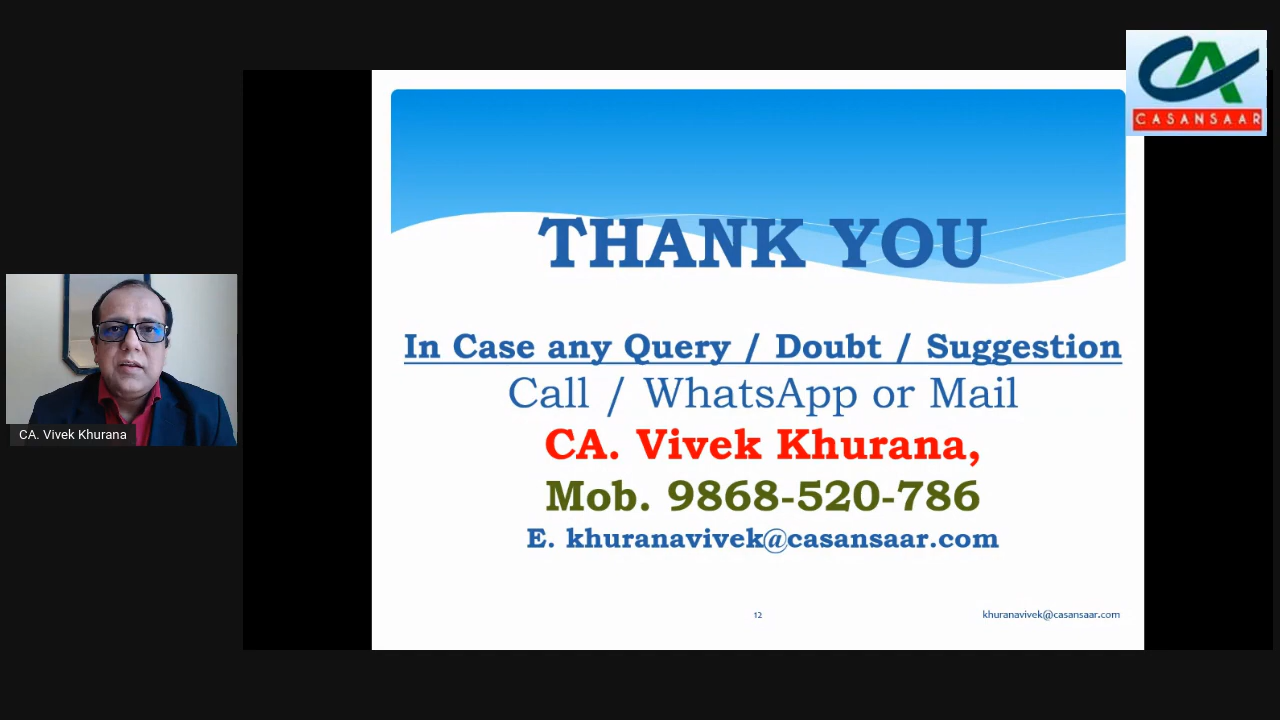 CA
CASANSAAR
THANK YOU
In Case any Query / Doubt / Suggestion
Call / WhatsApp or Mail
CA. Vivek Khurana,
Mob. 9868-520-786
E. khuranavivek@casansaar.com
12
khuranavivek@casansaar.com
CA. Vivek Khurana